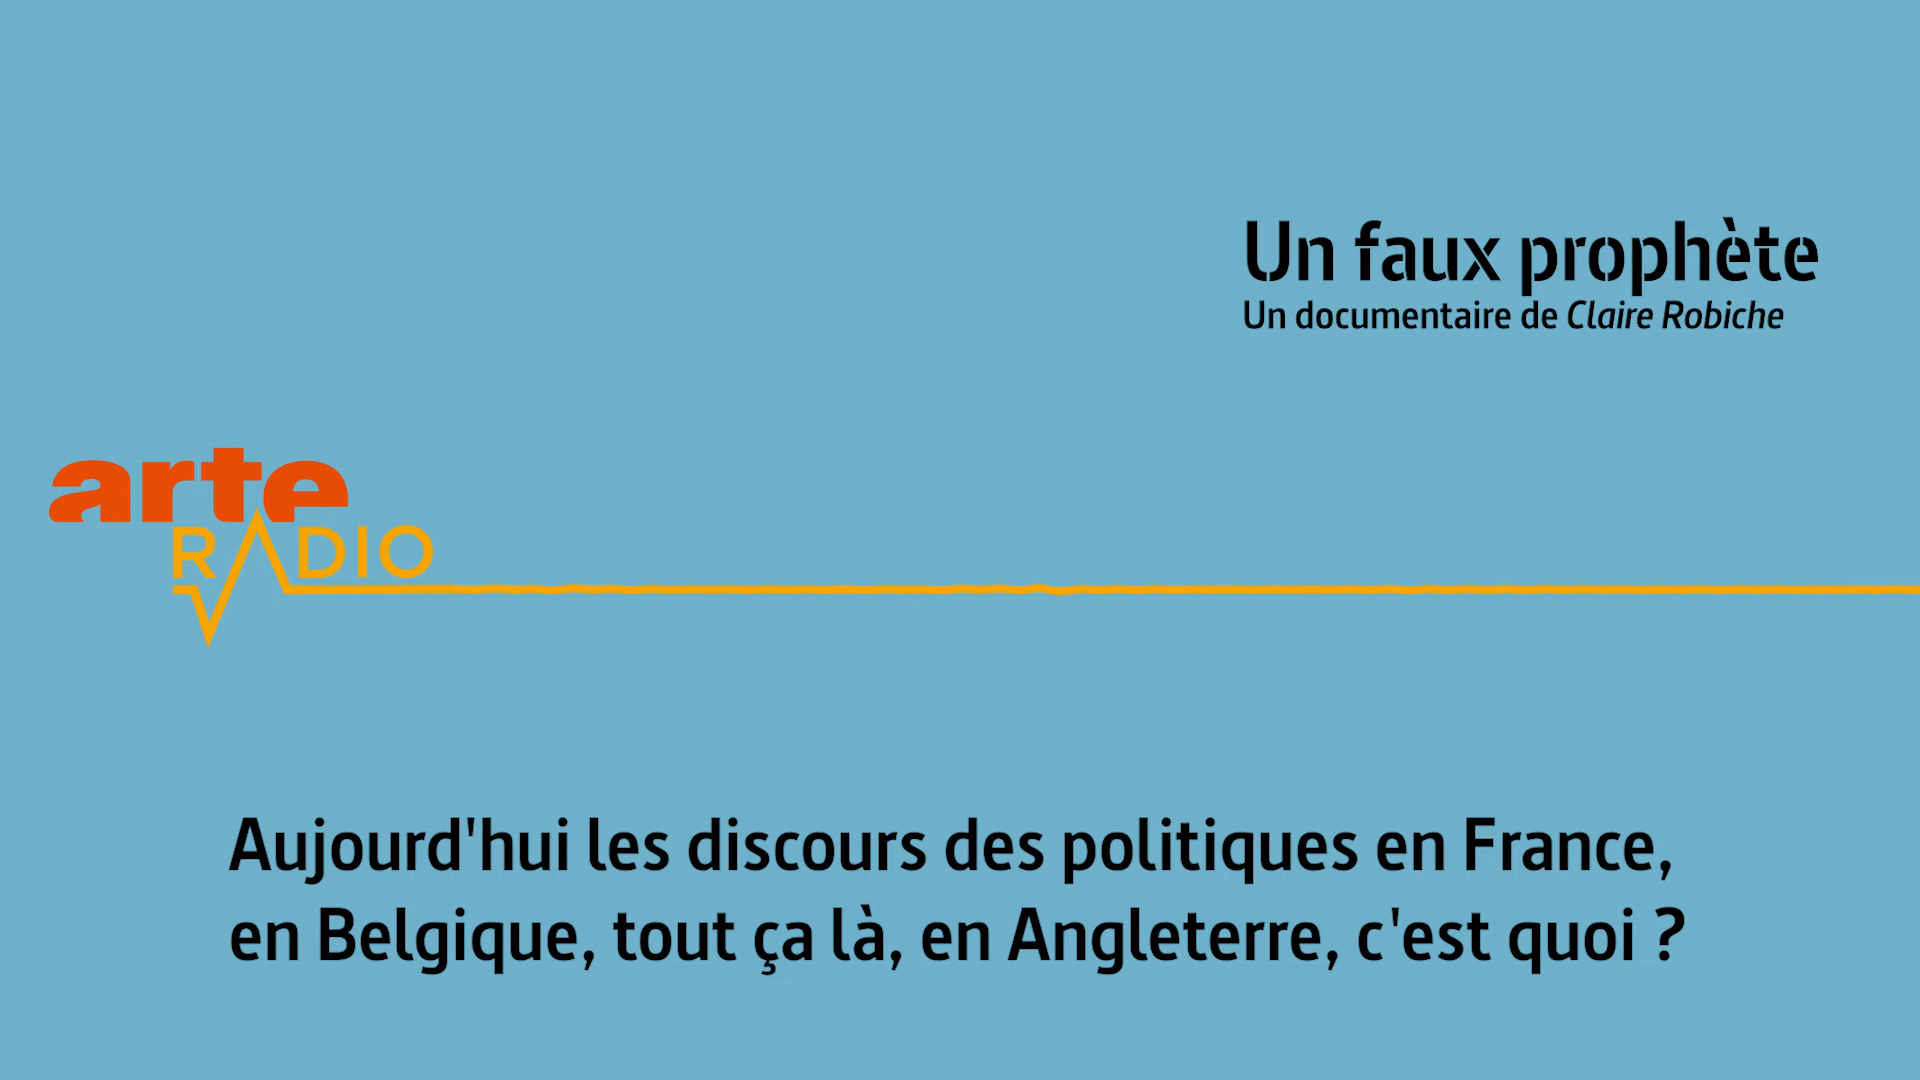 Un faux prophète
Un documentaire de Claire Robiche
arte
RADIO
Aujourd'hui les discours des politiques en France,
en Belgique, tout ça là, en Angleterre, c'est quoi ?